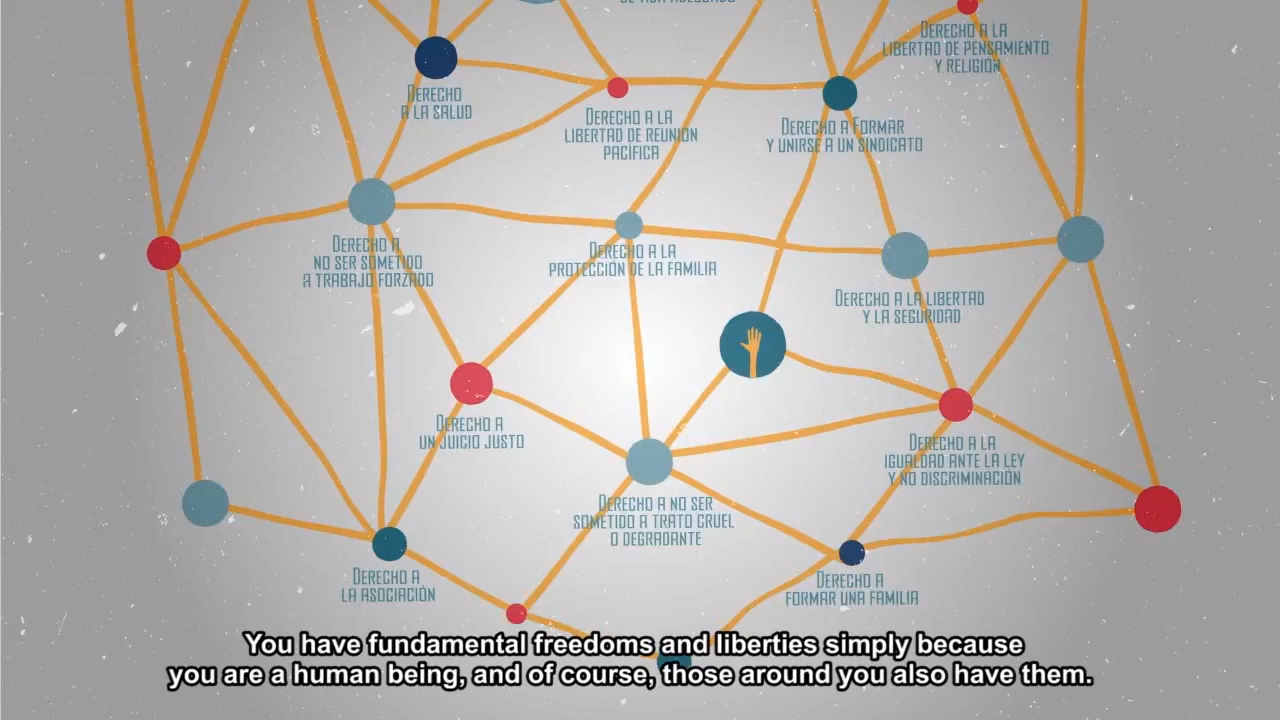 DERECHO A LA
LIBERTAD DE PENSAMIENTO
Y RELIGIÓN
DERECHO
A LA SALUD
DERECHO A LA
LIBERTAD DE REUNIÓN
PACÍFICA
DERECHO A FORMAR
Y UNIRSE A UN SINDICATO
DERECHO A
NO SER SOMETIDO
A TRABAJO FORZADO
DERECHO A LA
PROTECCIÓN DE LA FAMILIA
DERECHO A LA LIBERTAD
Y LA SEGURIDAD
DERECHO A
UN JUICIO JUSTO
DERECHO A LA
IGUALDAD ANTE LA LEY
Y NO DISCRIMINACIÓN
DERECHO A NO SER
SOMETIDO A TRATO CRUEL
O DEGRADANTE
DERECHO A
LA ASOCIACIÓN
DERECHO A
FORMAR UNA FAMILIA
You have fundamental freedoms and liberties simply because
you are a human being, and of course, those around you also have them.